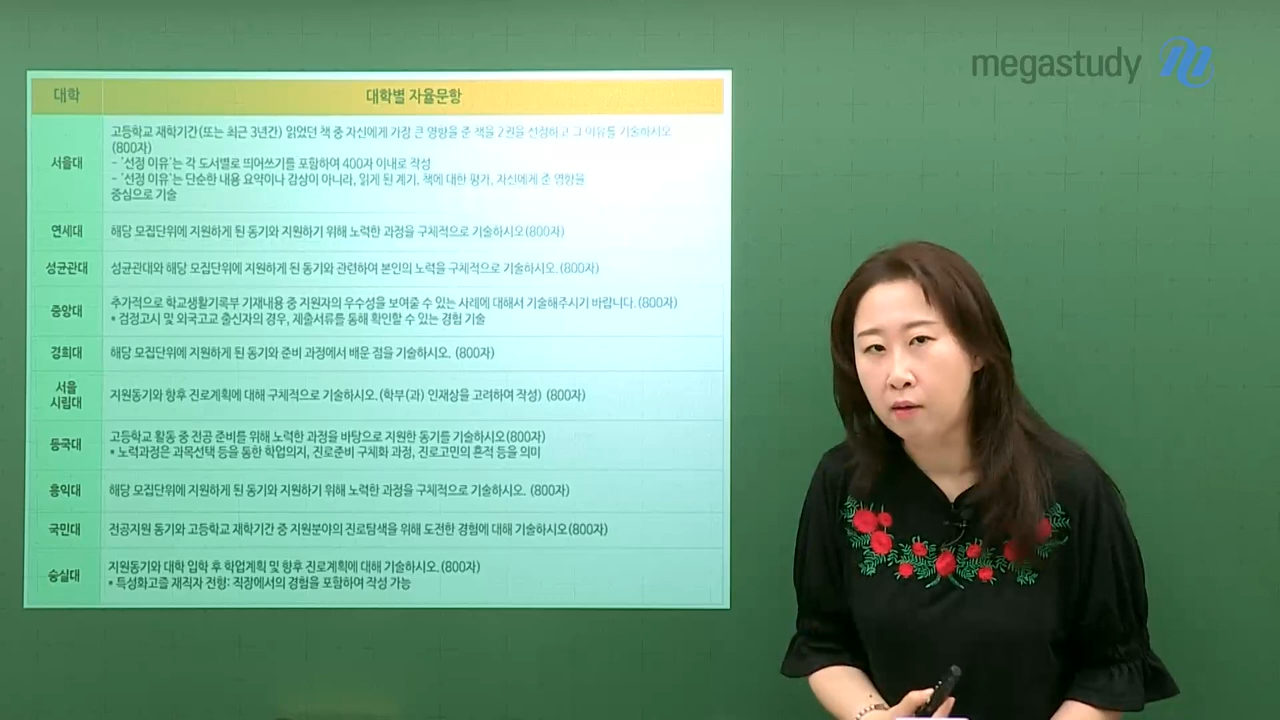 megastudy
대학 대학별 자율문항
서울대
고등학교 재학기간(또는 최근 3년간) 읽었던 책 중 자신에게 가장 큰 영향을 준 책을 2권을 선정하고 그 이유를 기술하시오
(800자)
- '선정 이유'는 각 도서별로 띄어쓰기를 포함하여 400자 이내로 작성
- '선정 이유'는 단순한 내용 요약이나 감상이 아니라, 읽게 된 계기, 책에 대한 평가, 자신에게 준 영향을
중심으로 기술
연세대 해당 모집단위에 지원하게 된 동기와 지원하기 위해 노력한 과정을 구체적으로 기술하시오(800자)
성균관대 성균관대와 해당 모집단위에 지원하게 된 동기와 관련하여 본인의 노력을 구체적으로 기술하시오.(800자)
중앙대
추가적으로 학교생활기록부 기재내용 중 지원자의 우수성을 보여줄 수 있는 사례에 대해서 기술해주시기 바랍니다.(800자)
* 검정고시 및 외국고교 출신자의 경우, 제출서류를 통해 확인할 수 있는 경험 기술
경희대 해당 모집단위에 지원하게 된 동기와 준비 과정에서 배운 점을 기술하시오. (800자)
서울
시립대
지원동기와 향후 진로계획에 대해 구체적으로 기술하시오.(학부(과) 인재상을 고려하여 작성) (800자)
동국대
고등학교 활동 중 전공 준비를 위해 노력한 과정을 바탕으로 지원한 동기를 기술하시오(800자)
* 노력과정은 과목선택 등을 통한 학업의지, 진로준비 구체화 과정, 진로고민의 흔적 등을 의미
홍익대 해당 모집단위에 지원하게 된 동기와 지원하기 위해 노력한 과정을 구체적으로 기술하시오. (800자)
국민대 전공지원 동기와 고등학교 재학기간 중 지원분야의 진로탐색을 위해 도전한 경험에 대해 기술하시오(800자)
숭실대
지원동기와 대학 입학 후 학업계획 및 향후 진로계획에 대해 기술하시오.(800자)
* 특성화고졸 재직자 전형: 직장에서의 경험을 포함하여 작성 가능